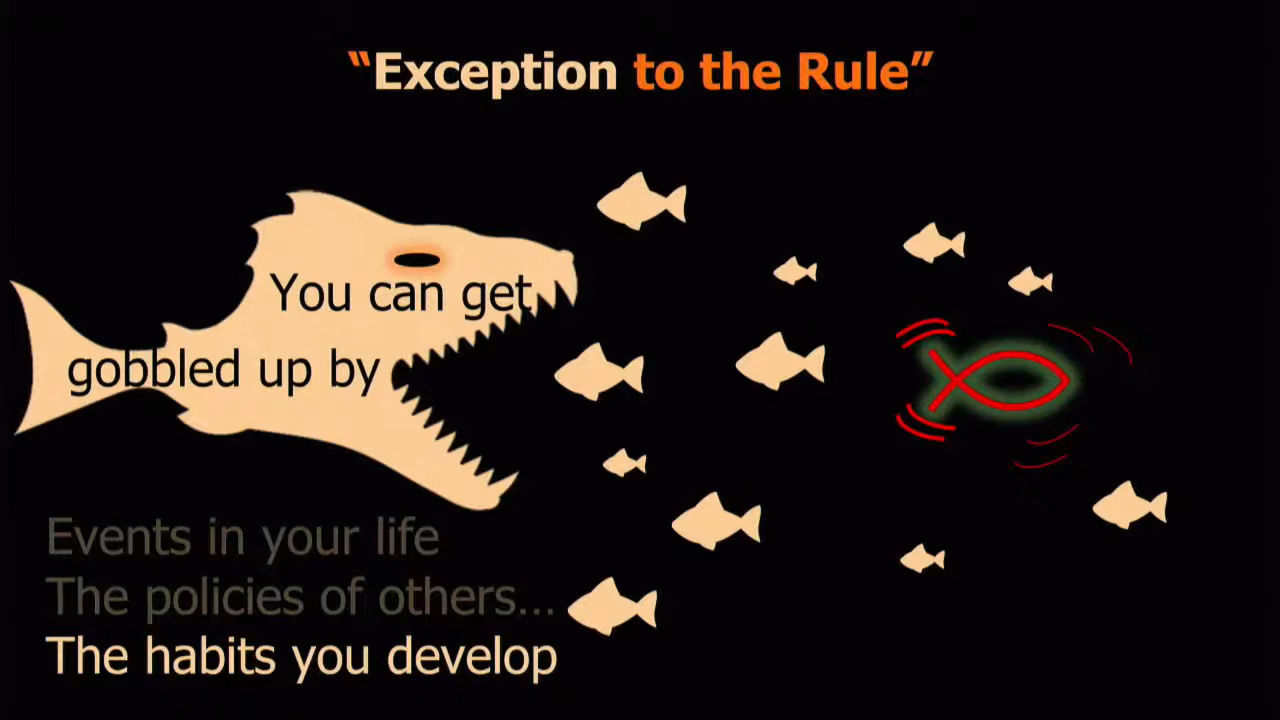 “Exception to the Rule”
You can get
gobbled up by
Events in your life
The policies of others...
The habits you develop